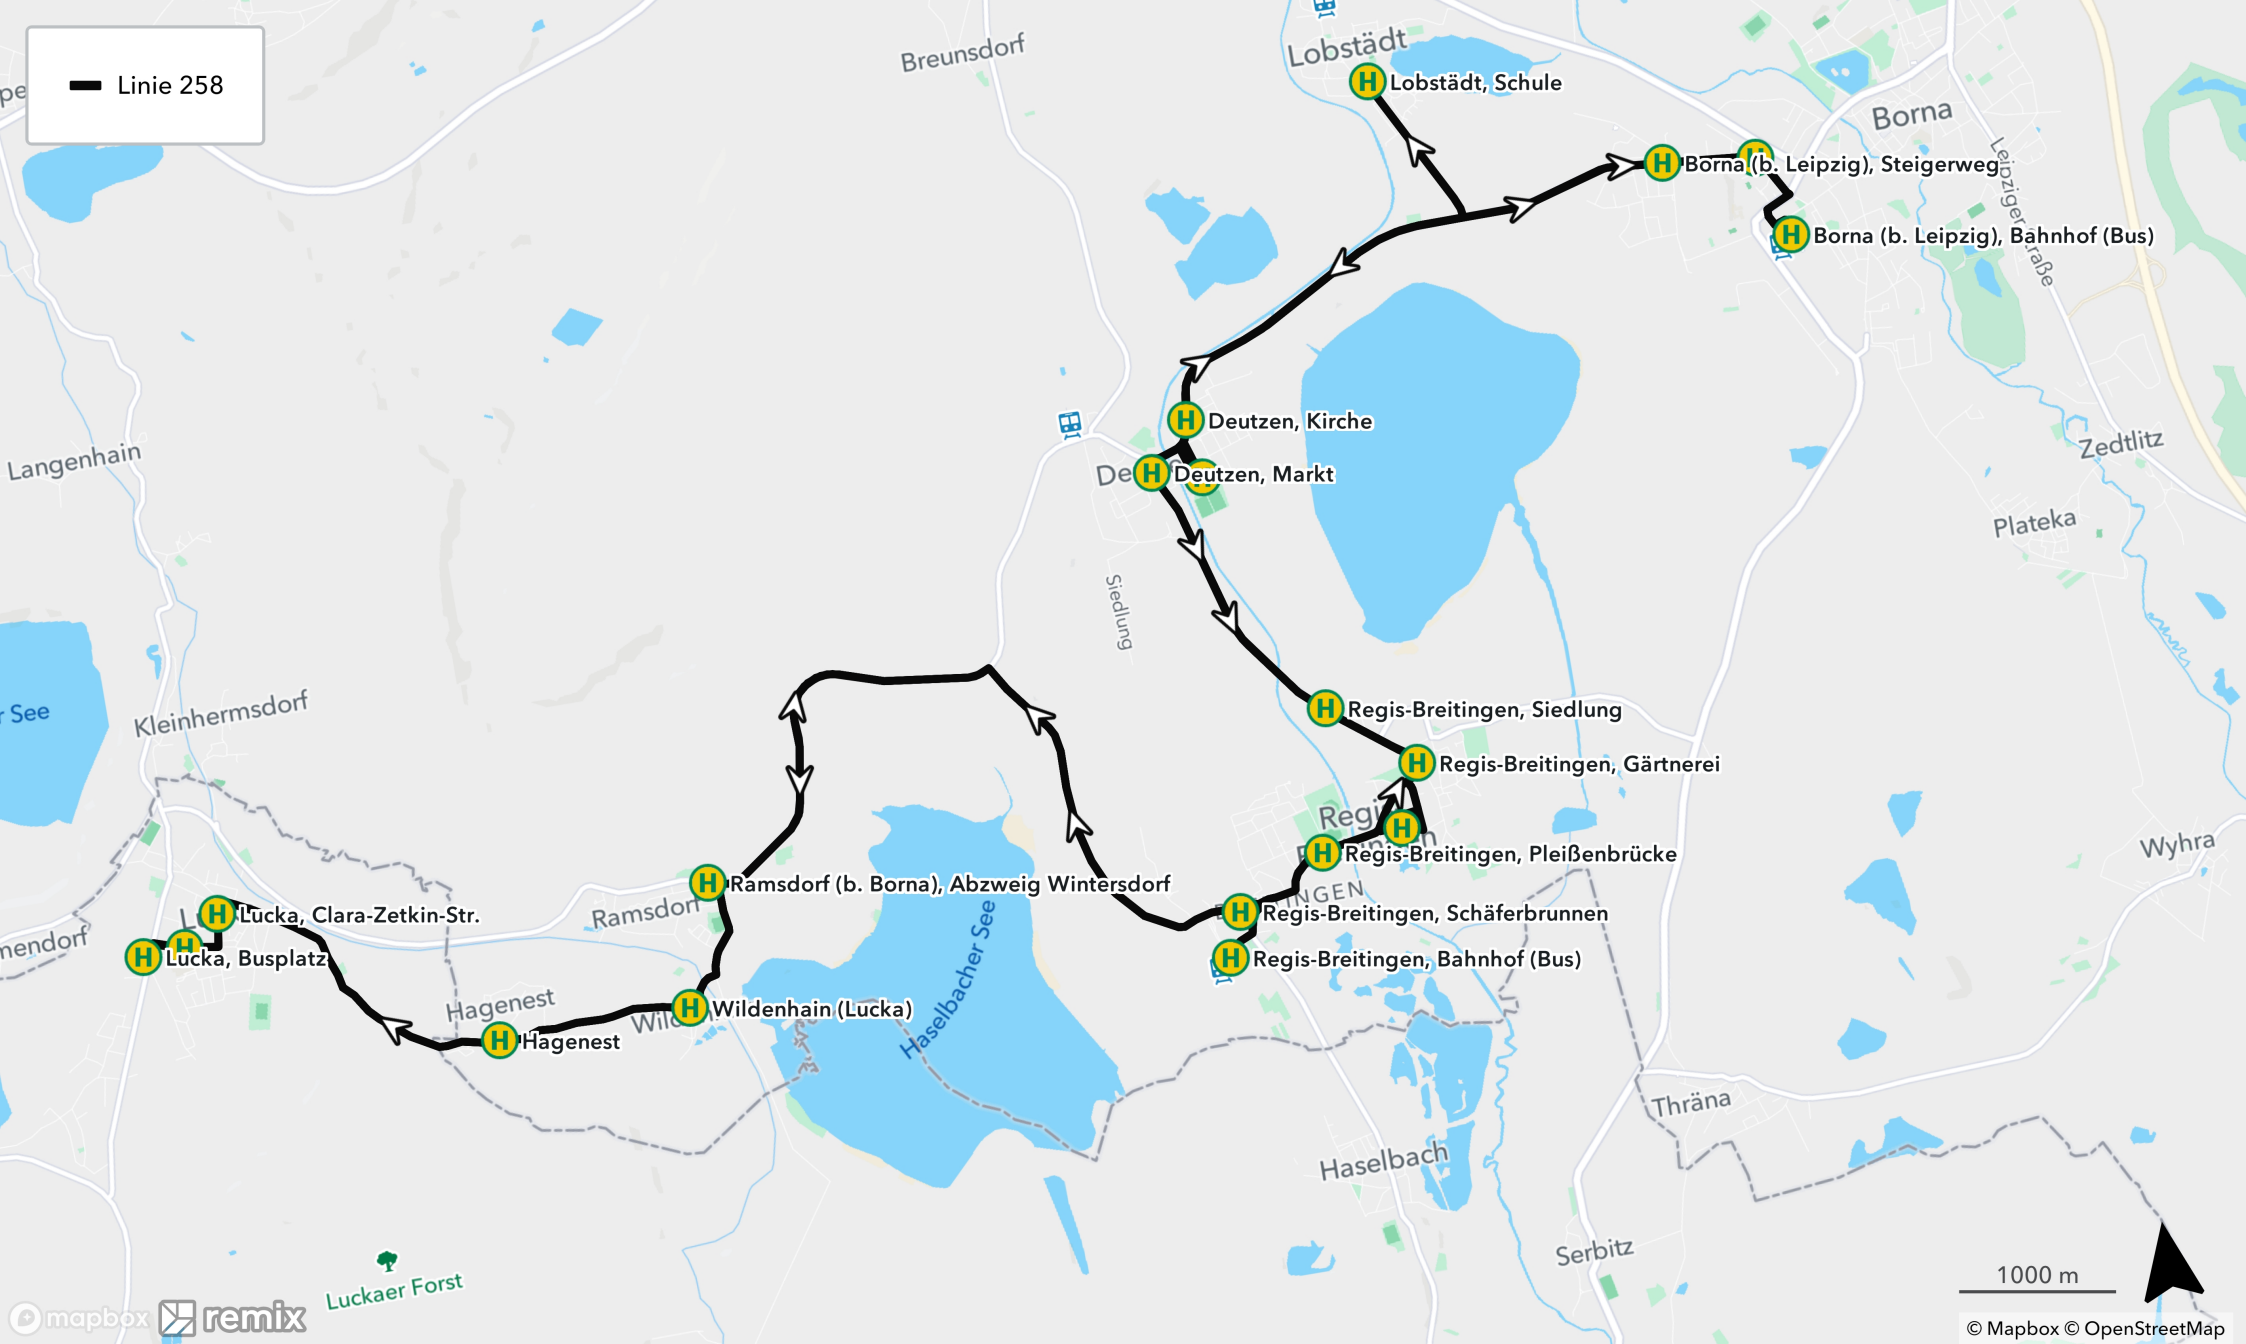 Linie 258
Breunsdorf
Lobstädt
Lobstädt, Schule
Borna
Leipziger Straße
Borna (b. Leipzig), Steigerweg
Borna (b. Leipzig), Bahnhof (Bus)
Deutzen, Kirche
Deutzen, Markt
Langenhain
Zedtlitz
Plateka
Siedlung
r See
Kleinhermsdorf
Regis-Breitingen, Siedlung
Regis-Breitingen, Gärtnerei
Regis-Breitingen, Pleißenbrücke
Wyhra
Ramsdorf (b. Borna), Abzweig Wintersdorf
Ramsdorf
Regis-Breitingen, Schäferbrunnen
Lucka, Clara-Zetkin-Str.
mendorf
Lucka, Busplatz
Regis-Breitingen, Bahnhof (Bus)
Haselbacher See
Hagenest
Wildenhain (Lucka)
Hagenest
Thräna
Haselbach
Serbitz
Luckaer Forst
1000 m
mapbox
remix
© Mapbox © OpenStreetMap